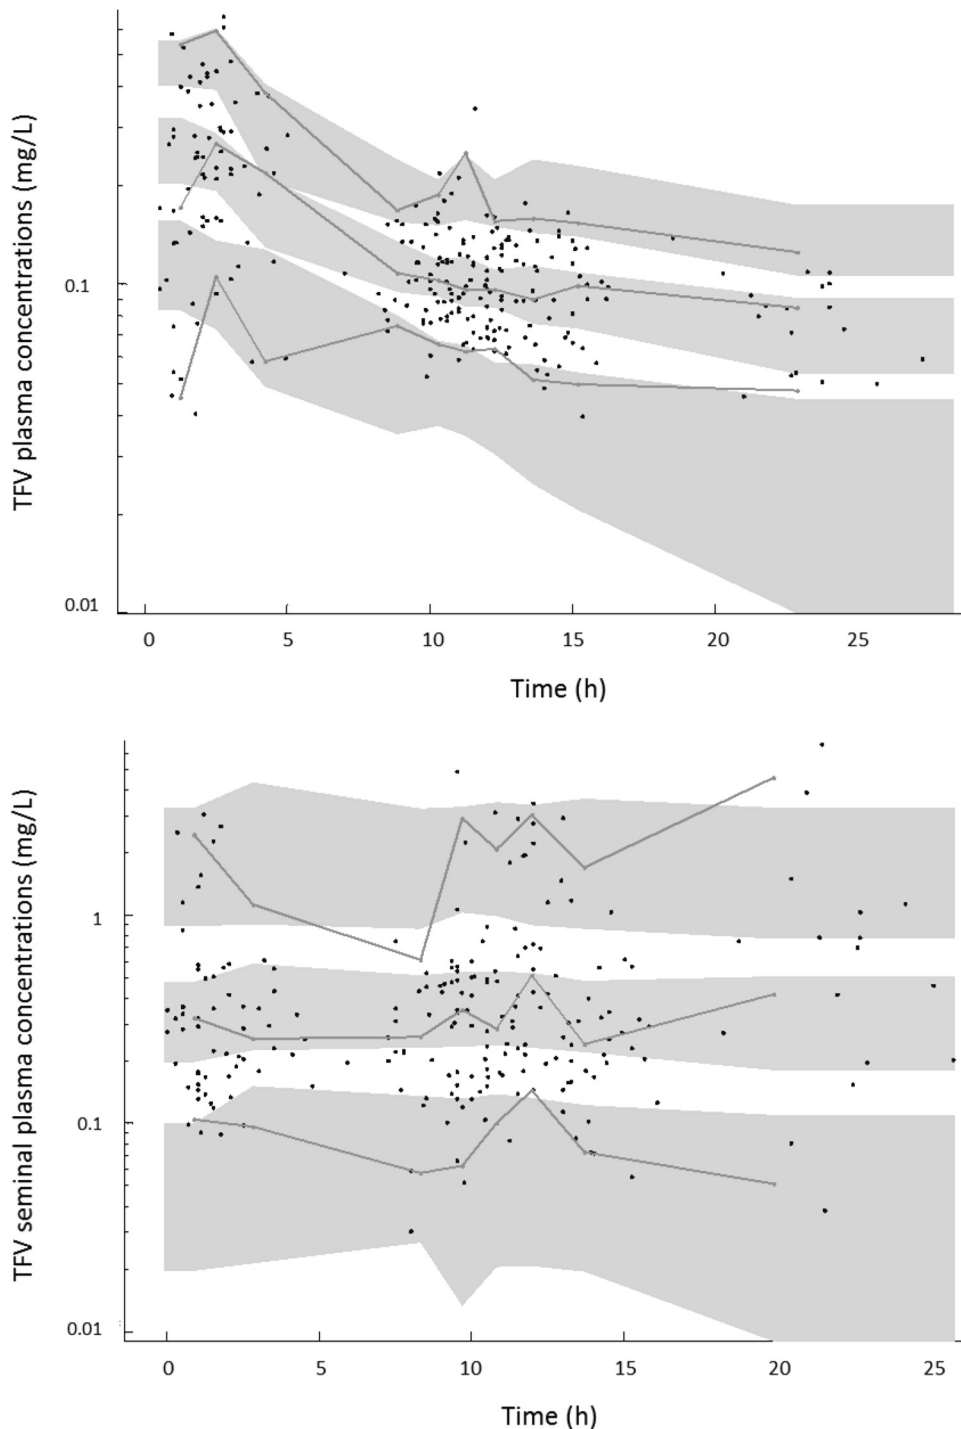 TFV plasma concentrations (mg/L)
0.1
0.01
0 5 10 15 20 25
Time (h)
TFV seminal plasma concentrations (mg/L)
1
0.1
0.01
0 5 10 15 20 25
Time (h)